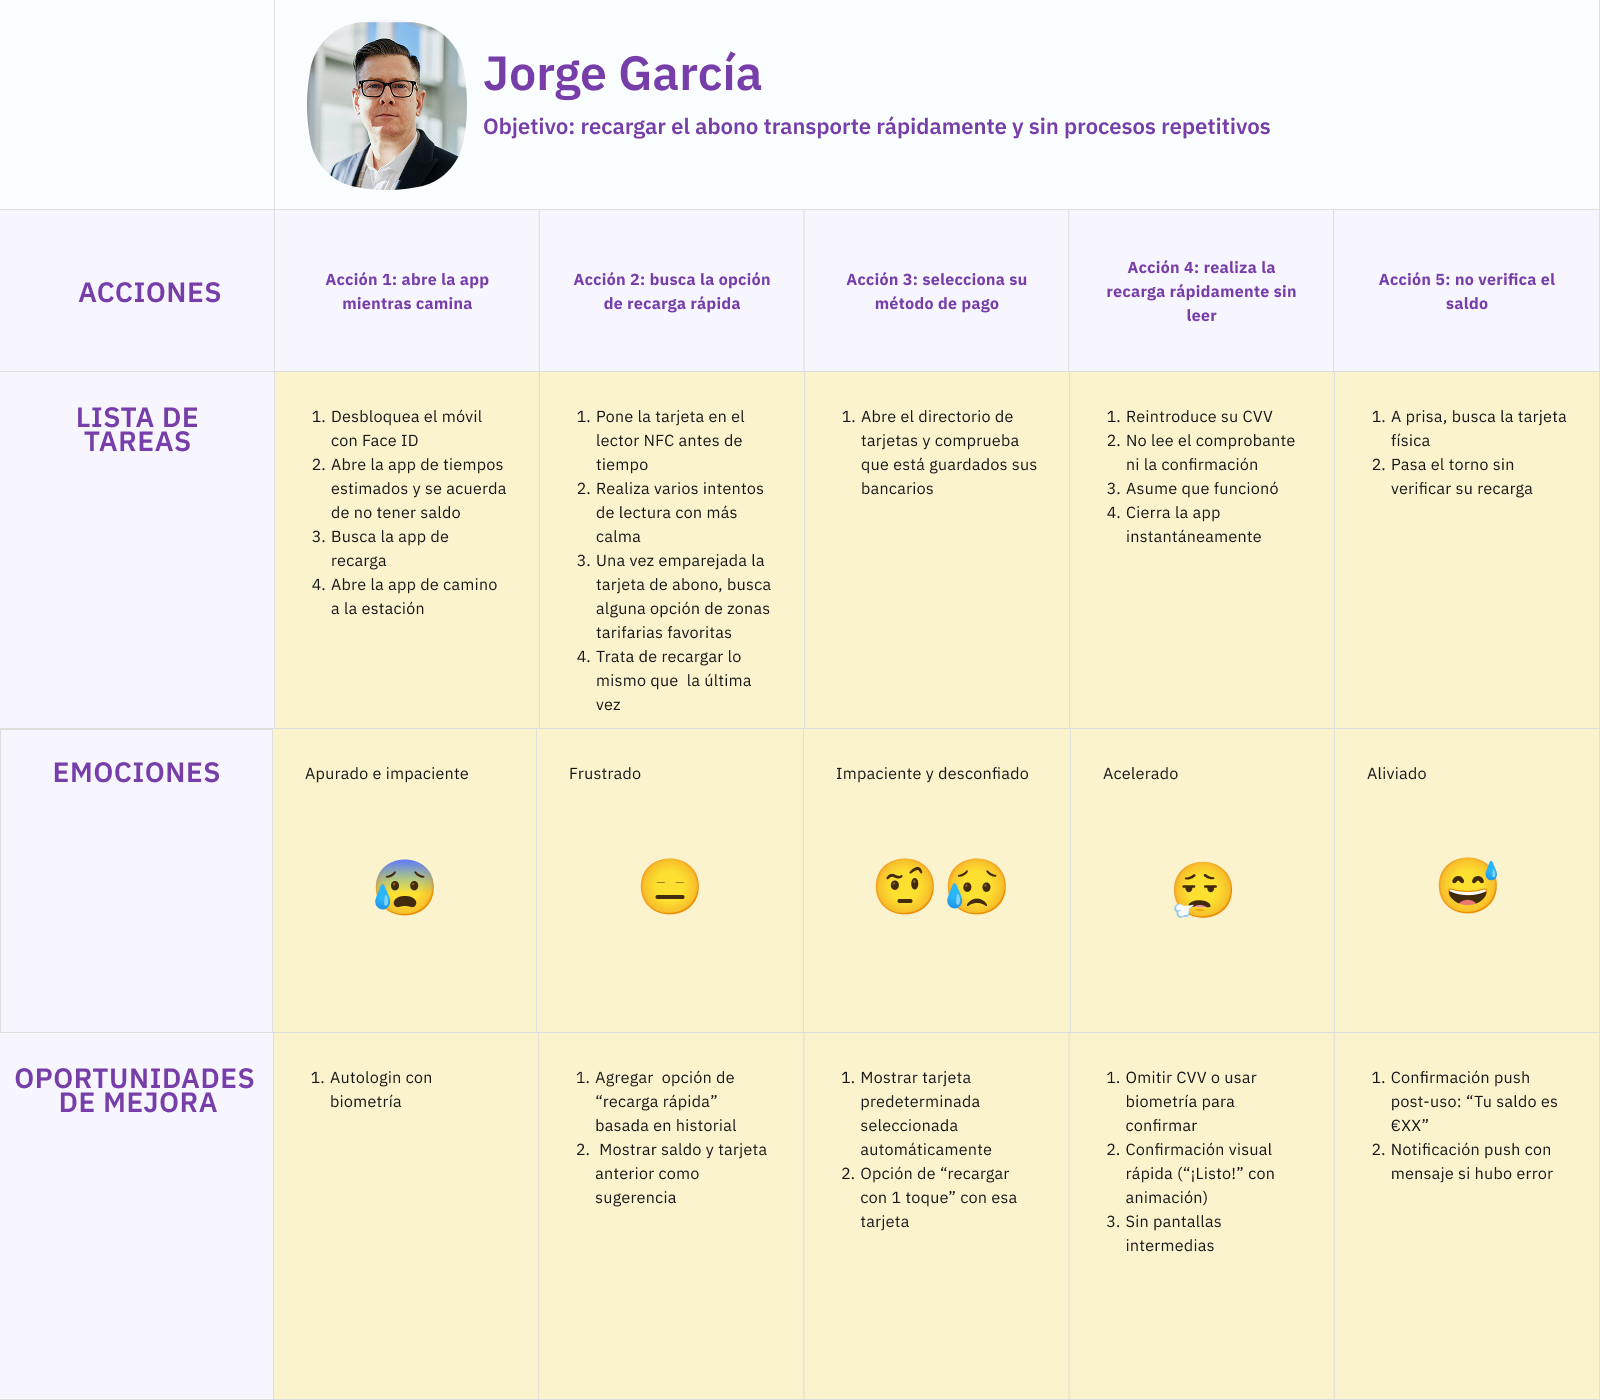 Jorge García
Objetivo: recargar el abono transporte rápidamente y sin procesos repetitivos
ACCIONES
Acción 1: abre la app
mientras camina
Acción 2: busca la opción
de recarga rápida
Acción 3: selecciona su
método de pago
Acción 4: realiza la
recarga rápidamente sin
leer
Acción 5: no verifica el
saldo
LISTA DE
TAREAS
1. Desbloquea el móvil
con Face ID
2. Abre la app de tiempos
estimados y se acuerda
de no tener saldo
3. Busca la app de
recarga
4. Abre la app de camino
a la estación
1. Pone la tarjeta en el
lector NFC antes de
tiempo
2. Realiza varios intentos
de lectura con más
calma
3. Una vez emparejada la
tarjeta de abono, busca
alguna opción de zonas
tarifarias favoritas
4. Trata de recargar lo
mismo que  la última
vez
1. Abre el directorio de
tarjetas y comprueba
que está guardados sus
bancarios
1. Reintroduce su CVV
2. No lee el comprobante
ni la confirmación
3. Asume que funcionó
4. Cierra la app
instantáneamente
1. A prisa, busca la tarjeta
física
2. Pasa el torno sin
verificar su recarga
EMOCIONES
Apurado e impaciente
Frustrado
Impaciente y desconfiado
Acelerado
Aliviado
OPORTUNIDADES
DE MEJORA
1. Autologin con
biometría
1. Agregar  opción de
“recarga rápida”
basada en historial
2.  Mostrar saldo y tarjeta
anterior como
sugerencia
1. Mostrar tarjeta
predeterminada
seleccionada
automáticamente
2. Opción de “recargar
con 1 toque” con esa
tarjeta
1. Omitir CVV o usar
biometría para
confirmar
2. Confirmación visual
rápida (“¡Listo!” con
animación)
3. Sin pantallas
intermedias
1. Confirmación push
post-uso: “Tu saldo es
€XX”
2. Notificación push con
mensaje si hubo error